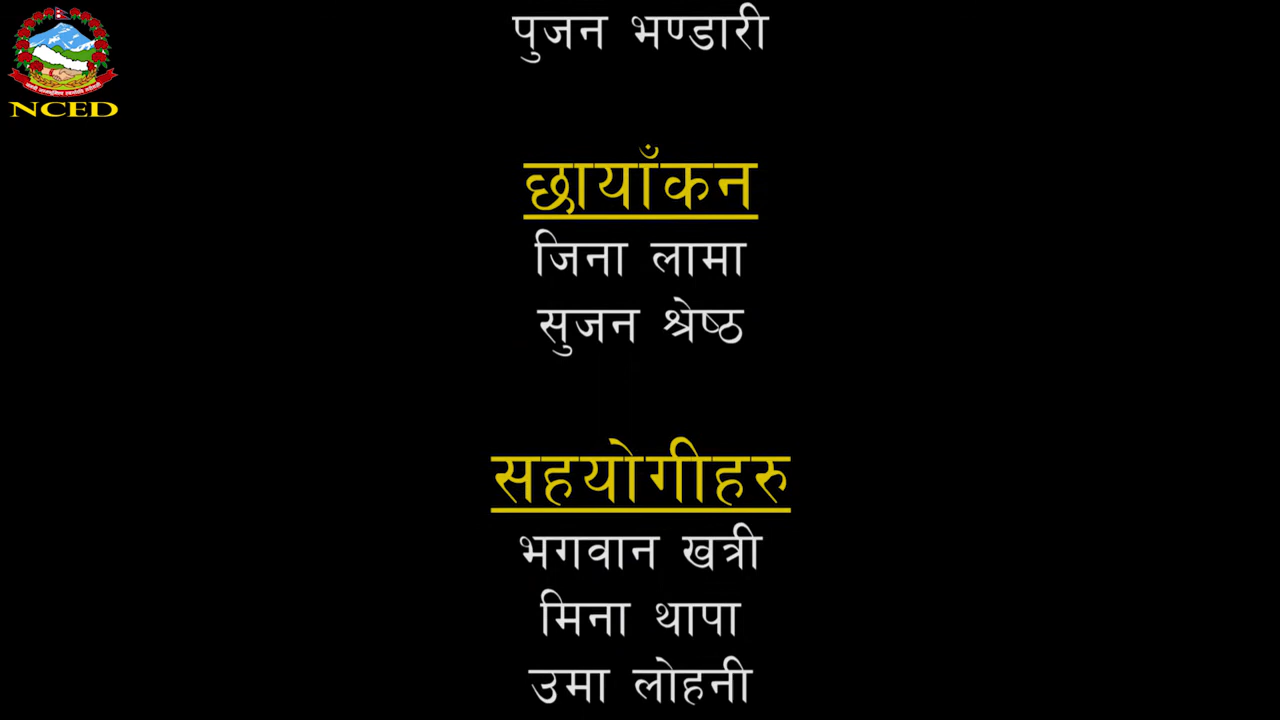 NCED
पुजन भण्डारी
छायाँकन
जिना लामा
सुजन श्रेष्ठ
सहयोगीहरु
भगवान खत्री
मिना थापा
उमा लोहनी